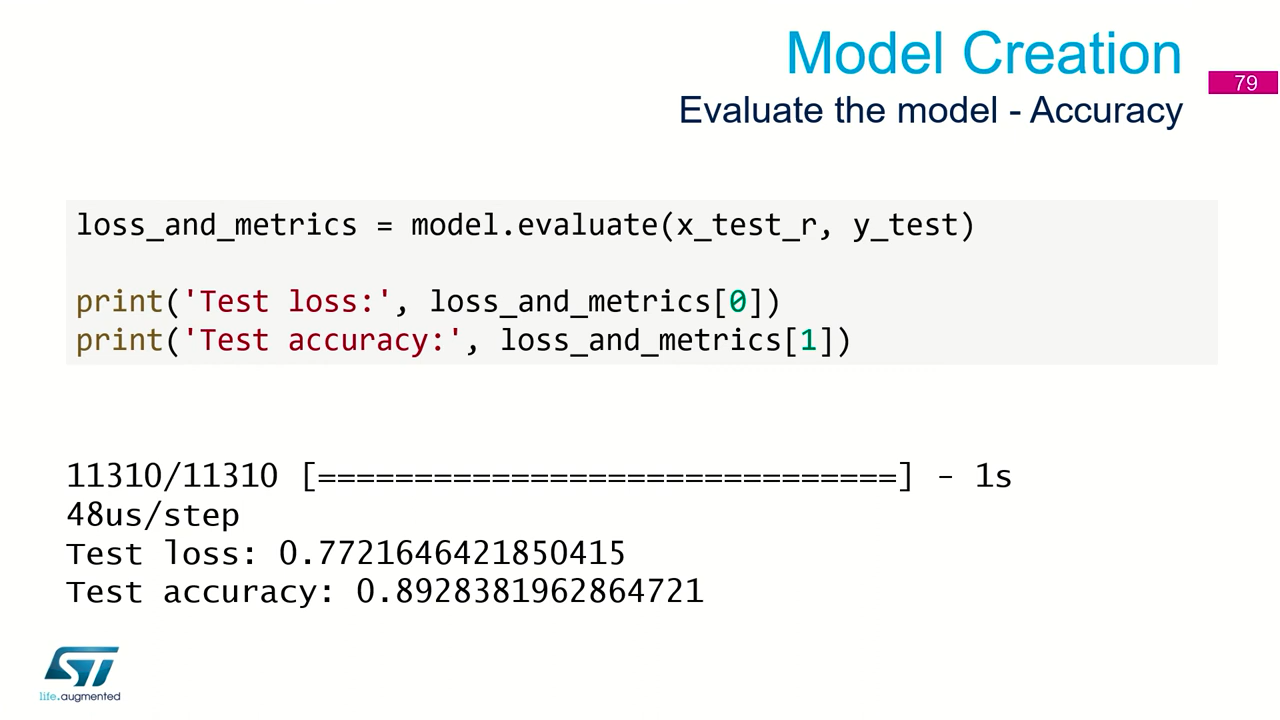 Model Creation
79
Evaluate the model - Accuracy
loss_and_metrics = model.evaluate(x_test_r, y_test)
print('Test loss:', loss_and_metrics[0])
print('Test accuracy:', loss_and_metrics[1])
11310/11310 [==============================] - 1s
48us/step
Test loss: 0.7721646421850415
Test accuracy: 0.8928381962864721
ST
life.augmented